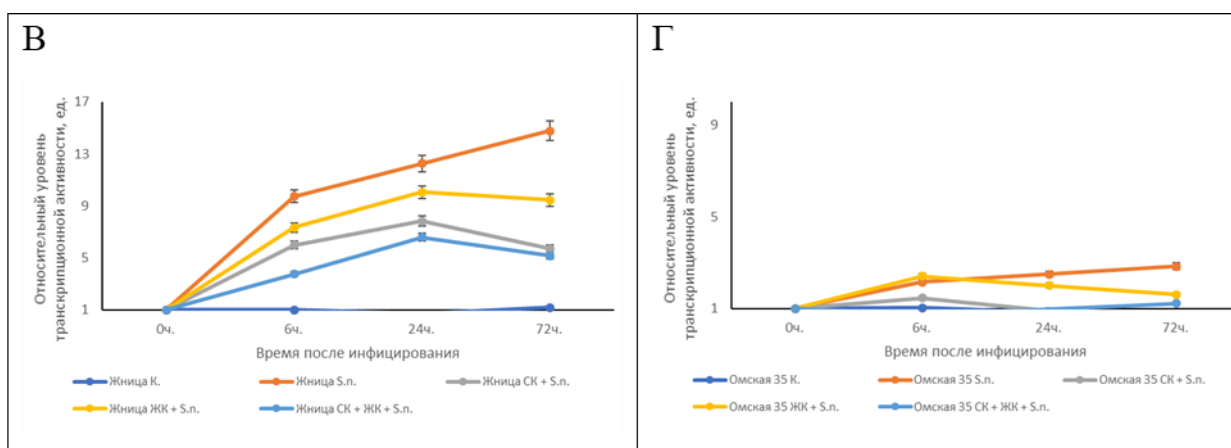 В
Относительный уровень
транскрипционной активности, ед.
17
13
9
5
1
0ч.
6ч.
24ч.
72ч.
Время после инфицирования
Жница К.
Жница S.n.
Жница СК + S.n.
Жница ЖК + S.n.
Жница СК + ЖК + S.n.
Г
Относительный уровень
транскрипционной активности, ед.
9
5
1
0ч.
6ч.
24ч.
72ч.
Время после инфицирования
Омская 35 К.
Омская 35 S.n.
Омская 35 СК + S.n.
Омская 35 ЖК + S.n.
Омская 35 СК + ЖК + S.n.